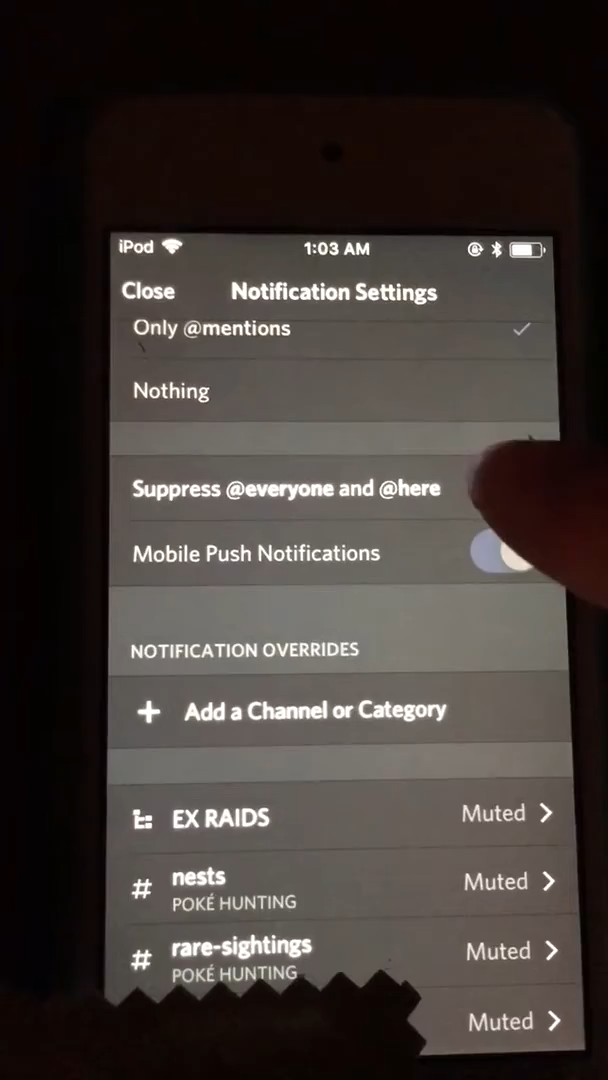 iPod 1:03 AM
Close Notification Settings
Only @mentions
Nothing
Suppress @everyone and @here
Mobile Push Notifications
NOTIFICATION OVERRIDES
+ Add a Channel or Category
EX RAIDS Muted
# nests Muted
POKÉ HUNTING
# rare-sightings Muted
POKÉ HUNTING
Muted